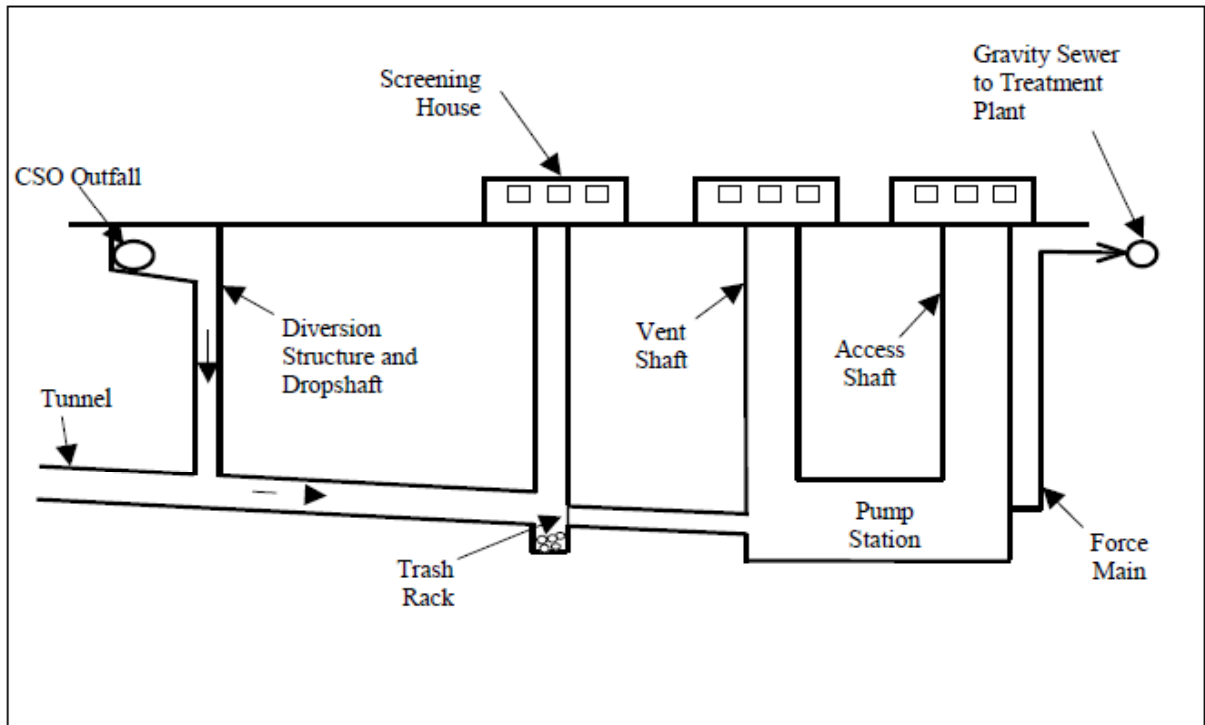 Gravity Sewer
to Treatment
Plant
Screening
House
CSO Outfall
Diversion
Structure and
Dropshaft
Vent
Shaft
Access
Shaft
Tunnel
Pump
Station
Trash
Rack
Force
Main